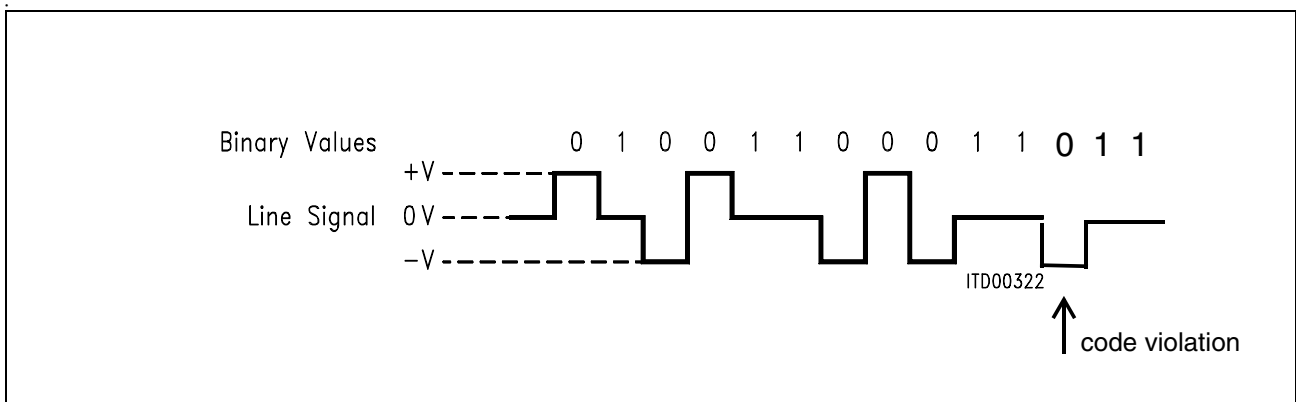 Binary Values 0 1 0 0 1 1 0 0 0 1 1 0 1 1
+V
Line Signal 0V
-V
ITD00322
code violation